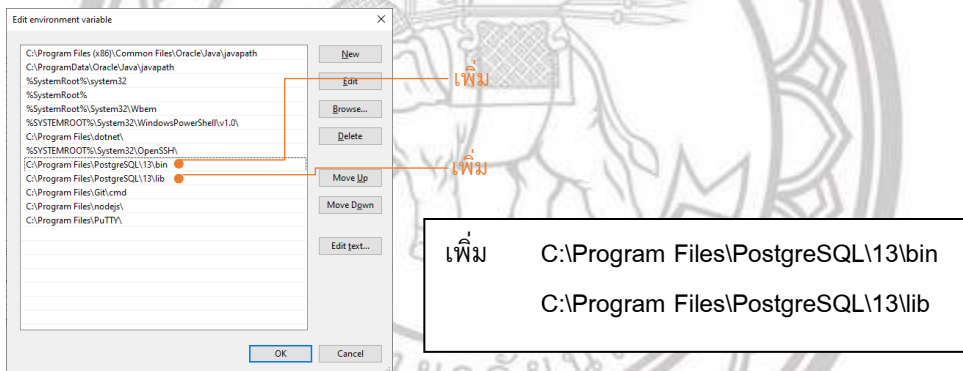 Edit environment variable
C:\Program Files (x86)\Common Files\Oracle\Java\javapath
C:\ProgramData\Oracle\Java\javapath
%SystemRoot%\system32
%SystemRoot%
%SystemRoot%\System32\Wbem
%SYSTEMROOT%\System32\WindowsPowerShell\v1.0\
C:\Program Files\dotnet\
%SYSTEMROOT%\System32\OpenSSH\
C:\Program Files\PostgreSQL\13\bin
C:\Program Files\PostgreSQL\13\lib
C:\Program Files\Git\cmd
C:\Program Files\nodejs\
C:\Program Files\PuTTY\
New
Edit
Browse...
Delete
Move Up
Move Down
Edit text...
OK
Cancel
เพิ่ม
เพิ่ม
เพิ่ม C:\Program Files\PostgreSQL\13\bin
C:\Program Files\PostgreSQL\13\lib